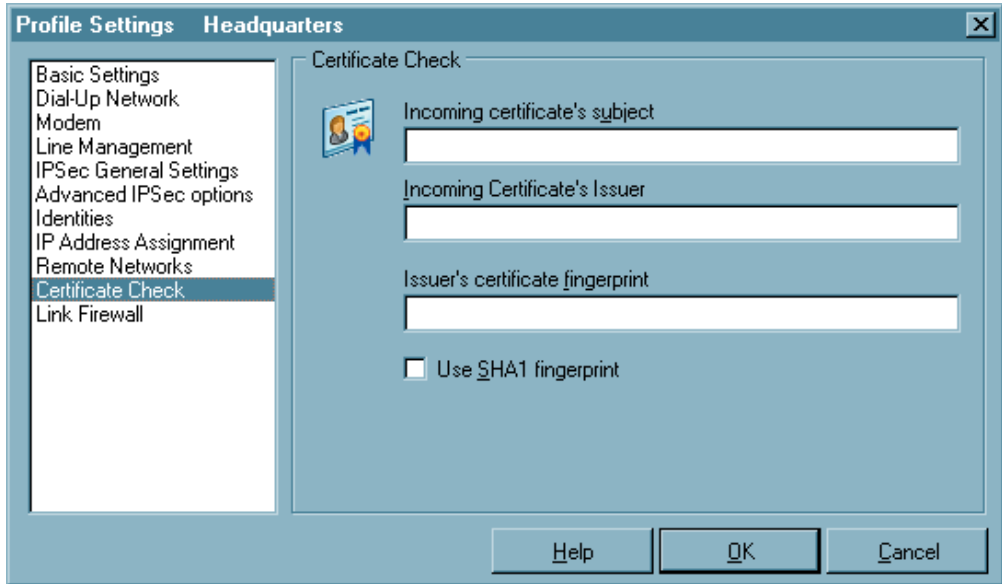 Profile Settings Headquarters
Basic Settings
Dial-Up Network
Modem
Line Management
IPSec General Settings
Advanced IPSec options
Identities
IP Address Assignment
Remote Networks
Certificate Check
Link Firewall
Certificate Check
Incoming certificate's subject
Incoming Certificate's Issuer
Issuer's certificate fingerprint
Use SHA1 fingerprint
Help OK Cancel